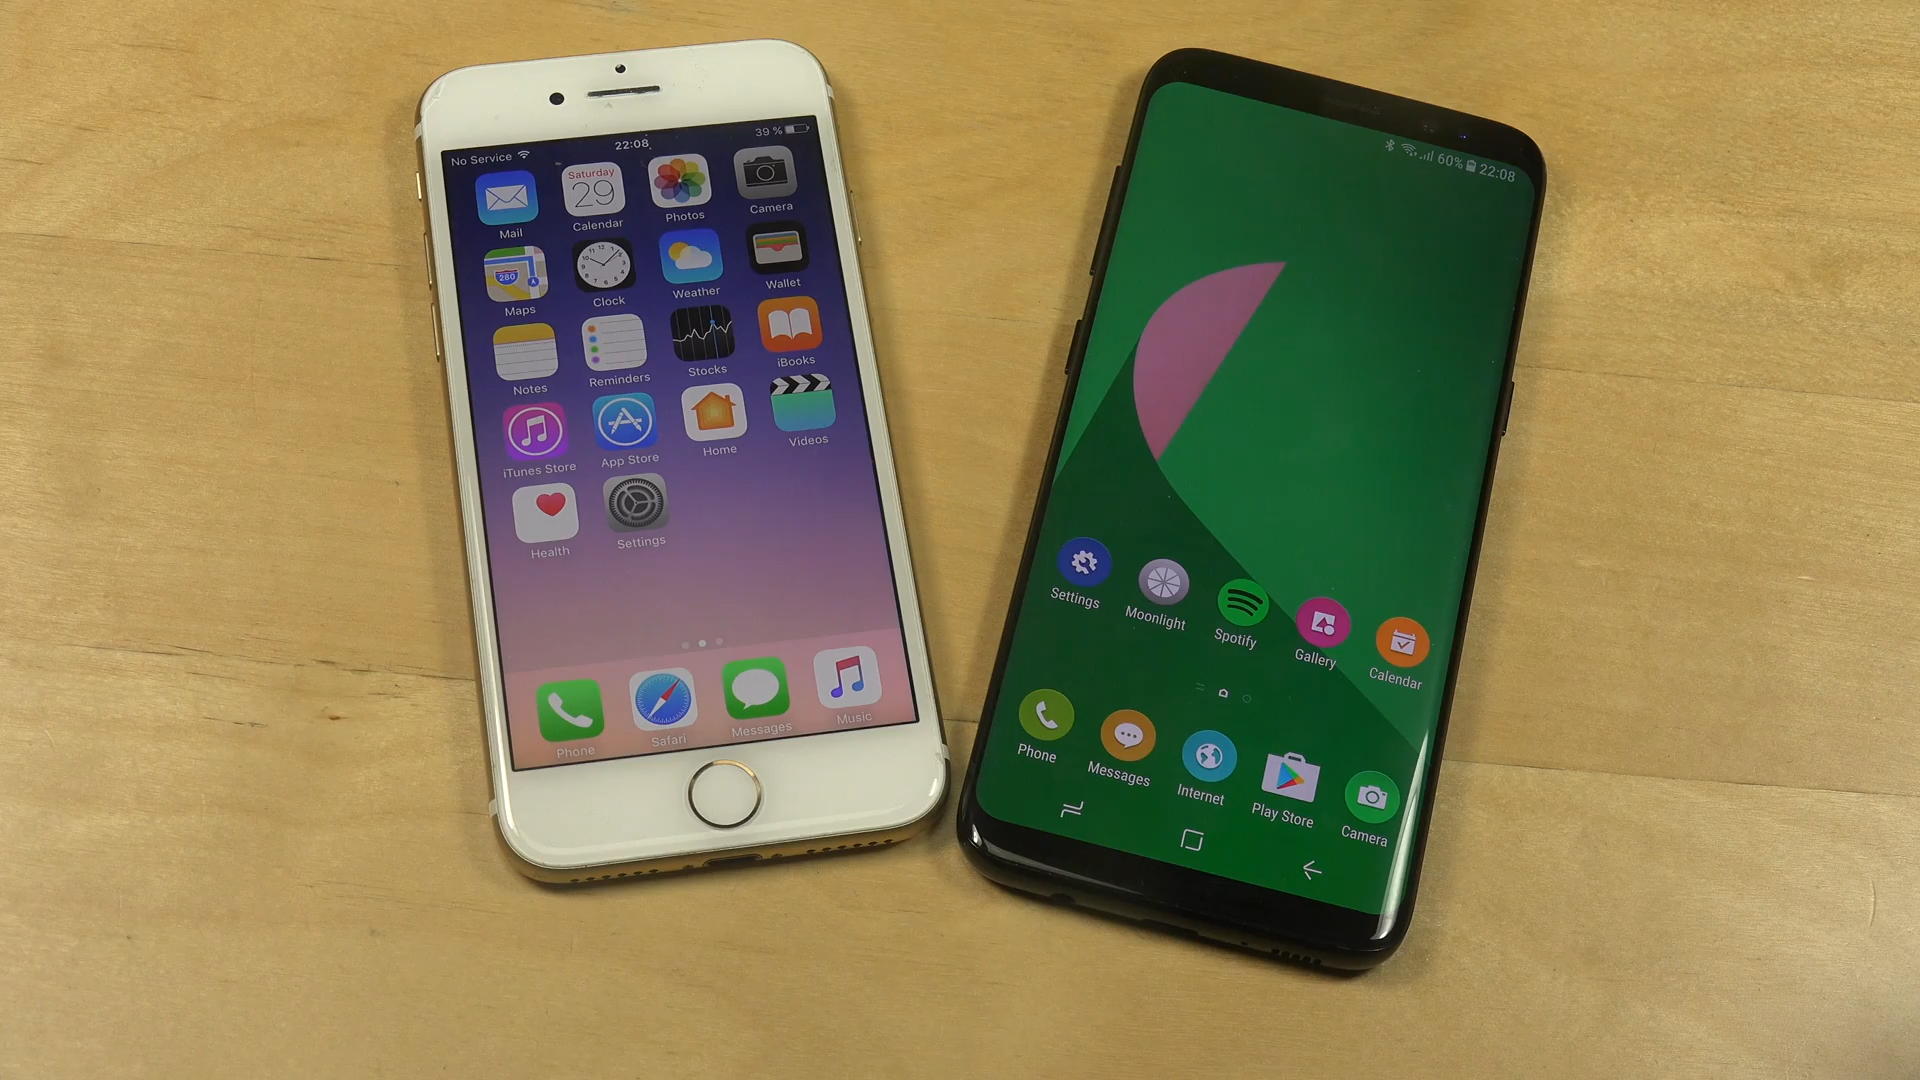 No Service 22:08 39 %
Mail Saturday 29 Calendar Photos Camera
280 Maps 12 Clock Weather Wallet
Notes Reminders Stocks iBooks
iTunes Store App Store Home Videos
Health Settings
Phone Safari Messages Music
60% 22:08
Settings Moonlight Spotify Gallery Calendar
Phone Messages Internet Play Store Camera